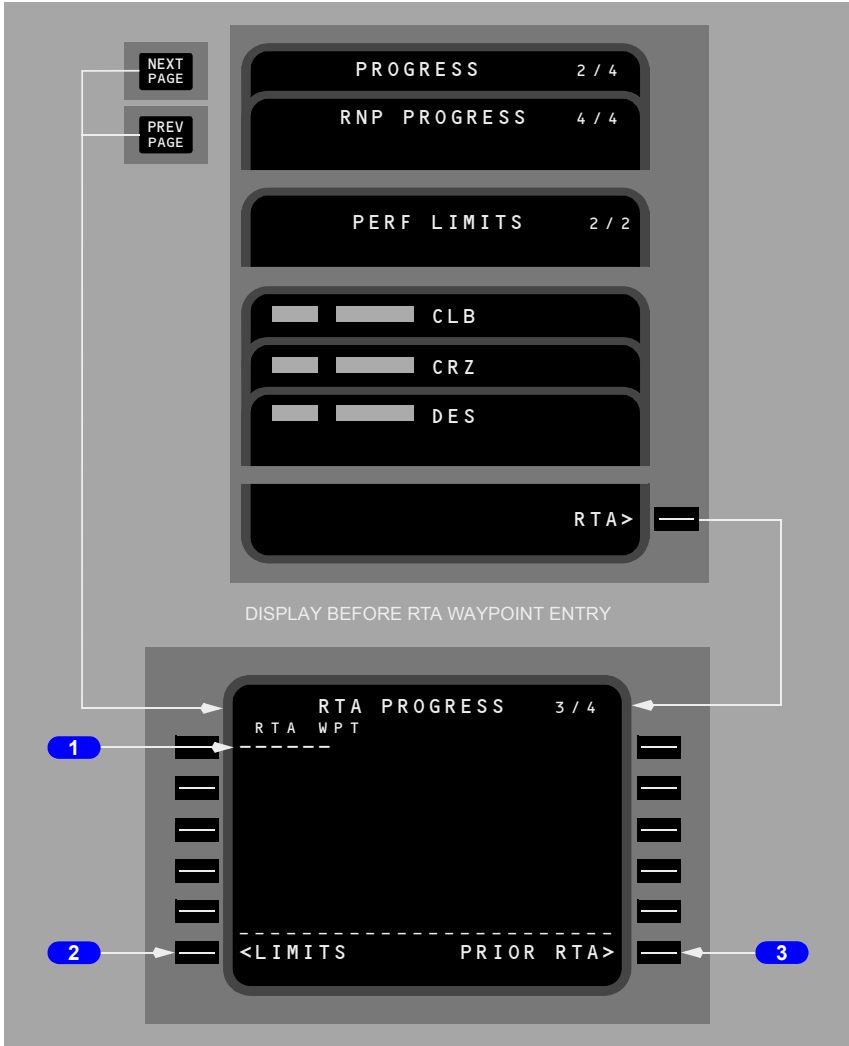 NEXT
PAGE
PROGRESS 2/4
PREV
PAGE
RNP PROGRESS 4/4
PERF LIMITS 2/2
CLB
CRZ
DES
RTA>
DISPLAY BEFORE RTA WAYPOINT ENTRY
RTA PROGRESS 3/4
RTA WPT
1 ------
------------------------
2 <LIMITS PRIOR RTA> 3